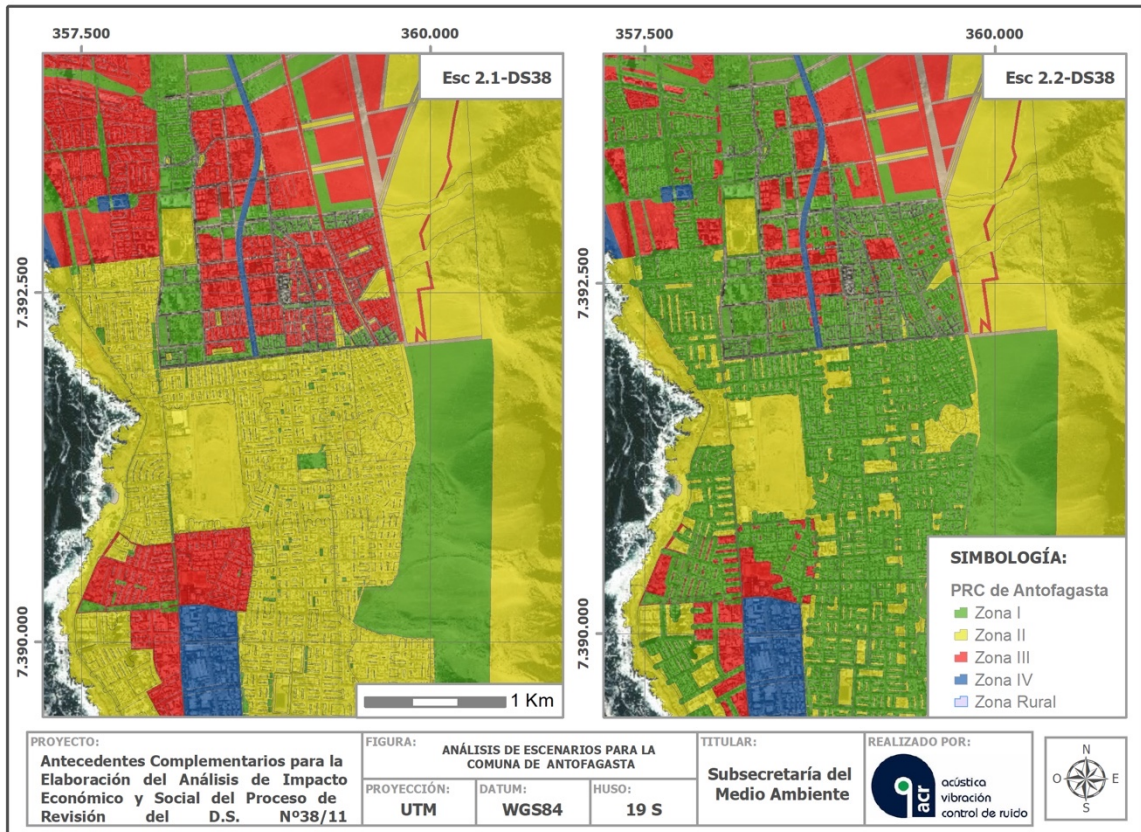 357.500
360.000
357.500
360.000
Esc 2.1-DS38
Esc 2.2-DS38
7.392.500
7.392.500
7.390.000
7.390.000
1 Km
SIMBOLOGÍA:
PRC de Antofagasta
Zona I
Zona II
Zona III
Zona IV
Zona Rural
PROYECTO:
Antecedentes Complementarios para la
Elaboración del Análisis de Impacto
Económico y Social del Proceso de
Revisión del D.S. Nº38/11
FIGURA:
ANÁLISIS DE ESCENARIOS PARA LA
COMUNA DE ANTOFAGASTA
PROYECCIÓN:
UTM
DATUM:
WGS84
HUSO:
19 S
TITULAR:
Subsecretaría del
Medio Ambiente
REALIZADO POR:
acr
acústica
vibración
control de ruido
N
O
E
S